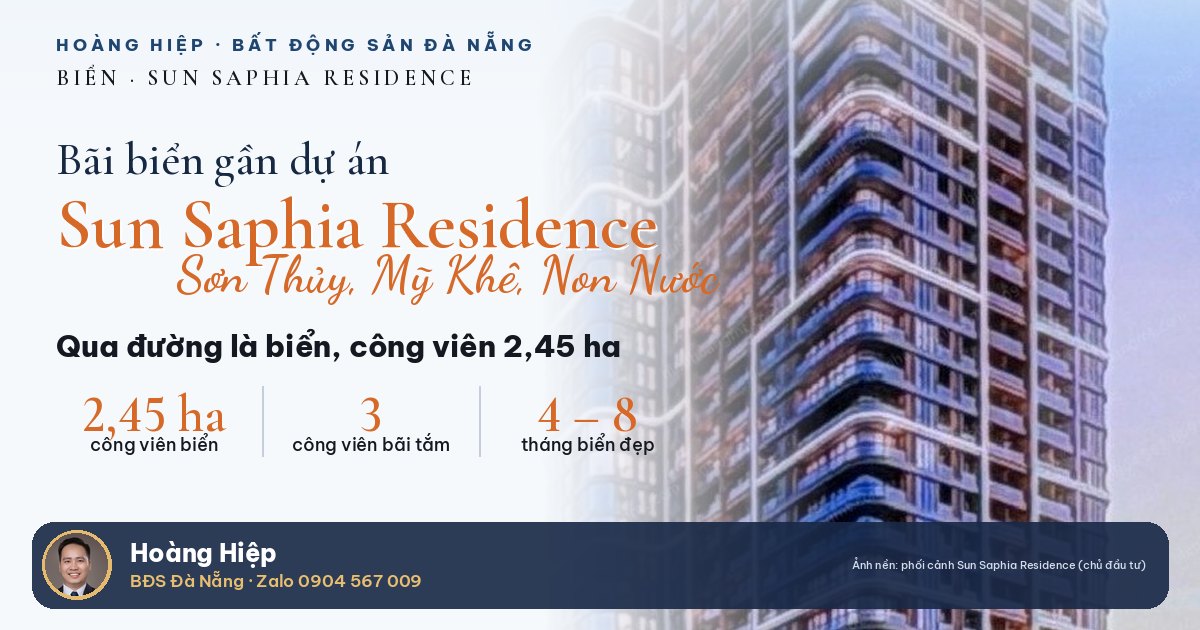 HOÀNG HIỆP · BẤT ĐỘNG SẢN ĐÀ NẴNG
BIỂN · SUN SAPHIA RESIDENCE
Bãi biển gần dự án
Sun Saphia Residence
Sơn Thủy, Mỹ Khê, Non Nước
Qua đường là biển, công viên 2,45 ha
2,45 ha
công viên biển
3
công viên bãi tắm
4 – 8
tháng biển đẹp
Hoàng Hiệp
BĐS Đà Nẵng · Zalo 0904 567 009
Ảnh nền: phối cảnh Sun Saphia Residence (chủ đầu tư)